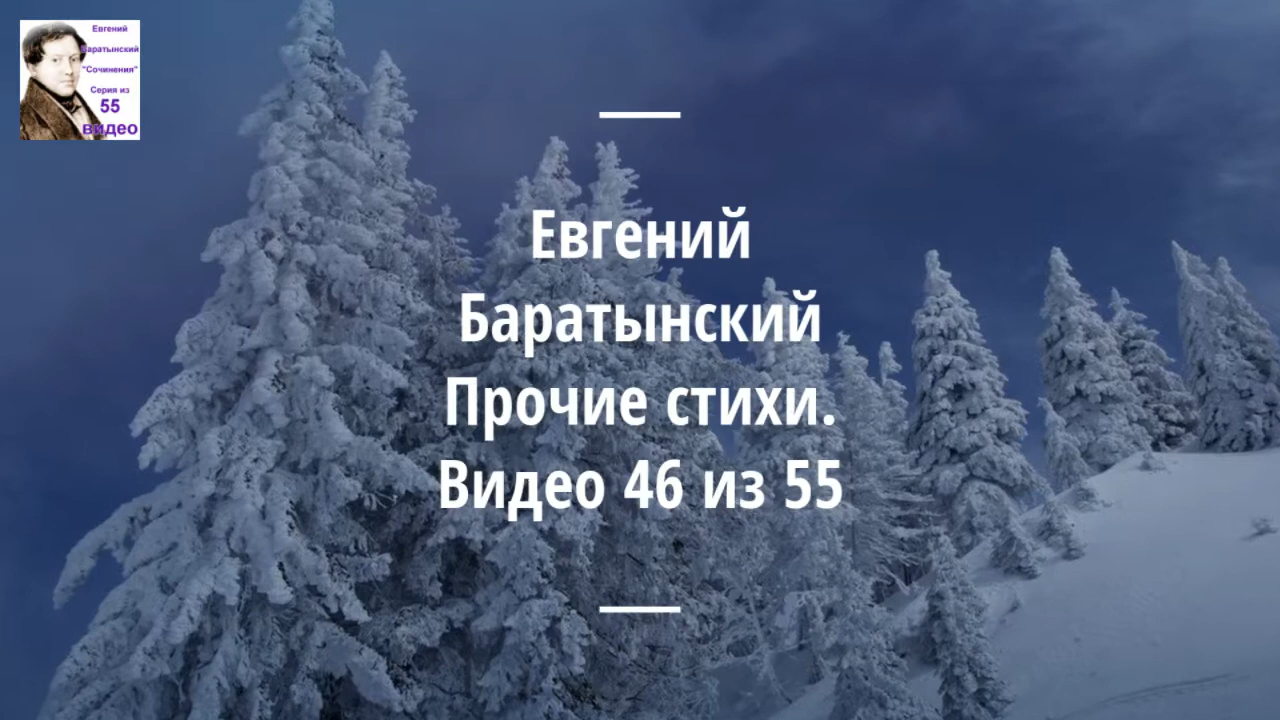 Евгений
Баратынский
"Сочинения"
Серия из
55
видео
Евгений
Баратынский
Прочие стихи.
Видео 46 из 55